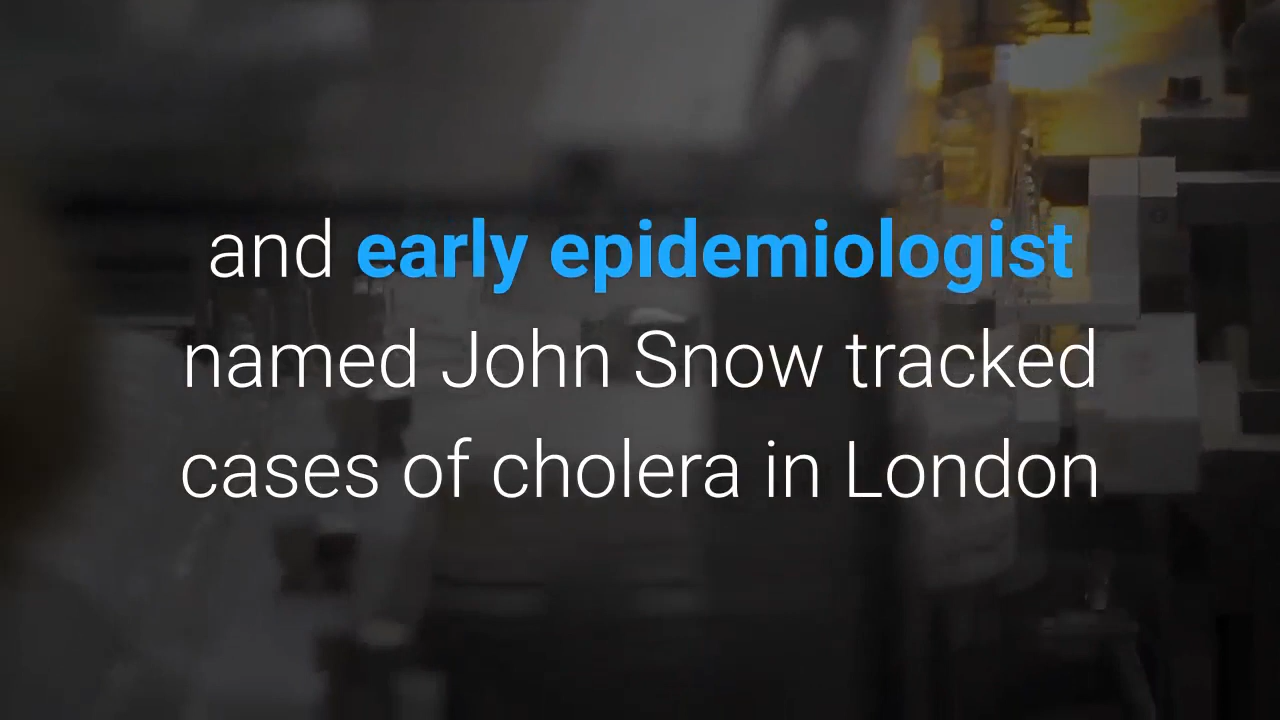 and early epidemiologist
named John Snow tracked
cases of cholera in London